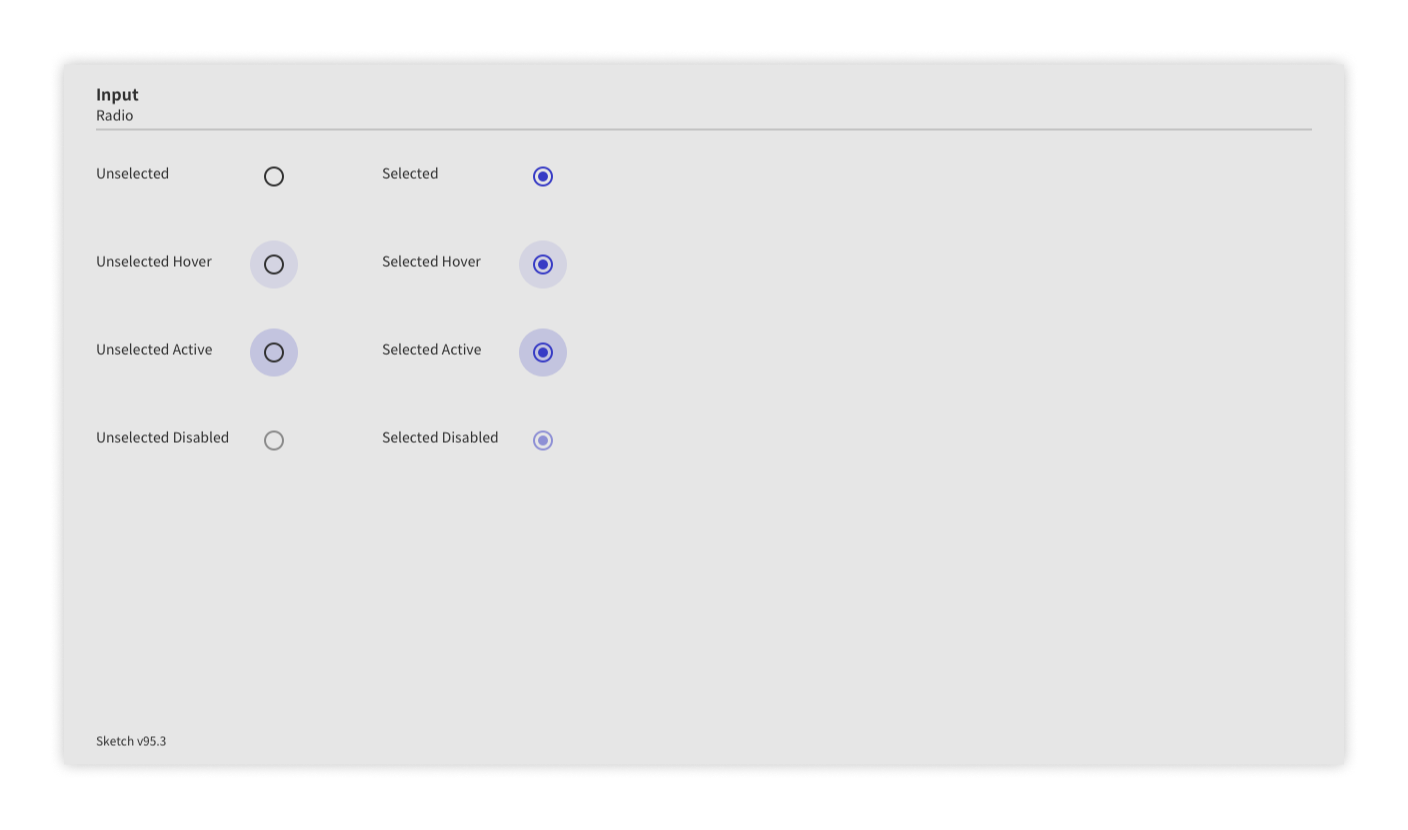 Input
Radio
Unselected
Selected
Unselected Hover
Selected Hover
Unselected Active
Selected Active
Unselected Disabled
Selected Disabled
Sketch v95.3